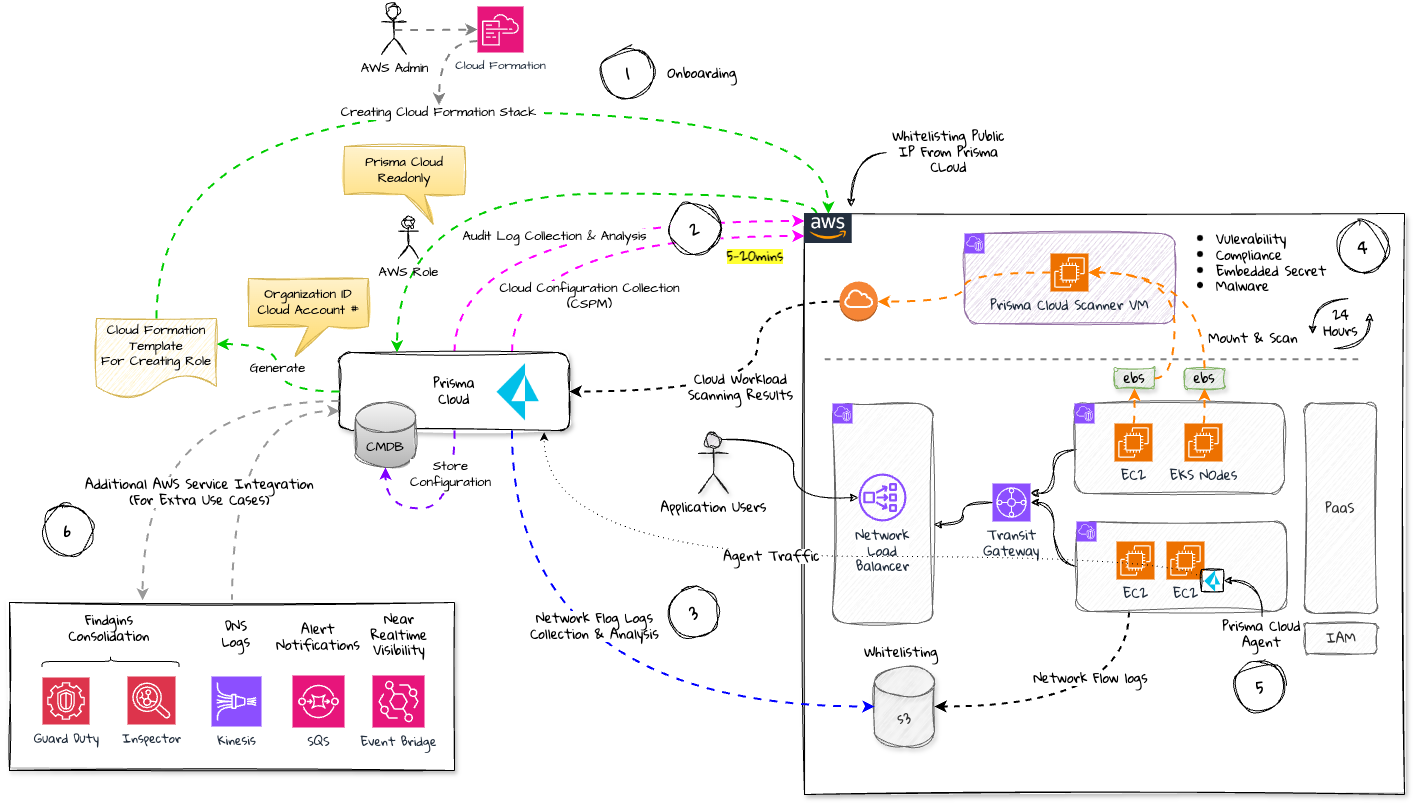 AWS Admin
Cloud Formation
Creating Cloud Formation Stack
1
Onboarding
Prisma Cloud
Readonly
AWS Role
Whitelisting Public
IP From Prisma
CLoud
Audit Log Collection & Analysis
2
5-20mins
Cloud Configuration Collection
(CSPM)
Organization ID
Cloud Account #
Cloud Formation
Template
For Creating Role
Generate
Prisma
Cloud
CMDB
Store
Configuration
Cloud Workload
Scanning Results
aws
Prisma Cloud Scanner VM
Vulerability
Compliance
Embedded Secret
Malware
4
24
Hours
Mount & Scan
ebs
ebs
EC2
EKS NOdes
PaaS
Application Users
Network
Load
Balancer
Transit
Gateway
EC2
EC2
Agent Traffic
Prisma Cloud
Agent
5
IAM
Additional AWS Service Integration
(For Extra Use Cases)
6
Network Flog Logs
Collection & Analysis
3
Whitelisting
S3
Network Flow logs
Findgins
Consolidation
DNS
Logs
Alert
Notifications
Near
Realtime
Visibility
Guard Duty
Inspector
Kinesis
SQS
Event Bridge